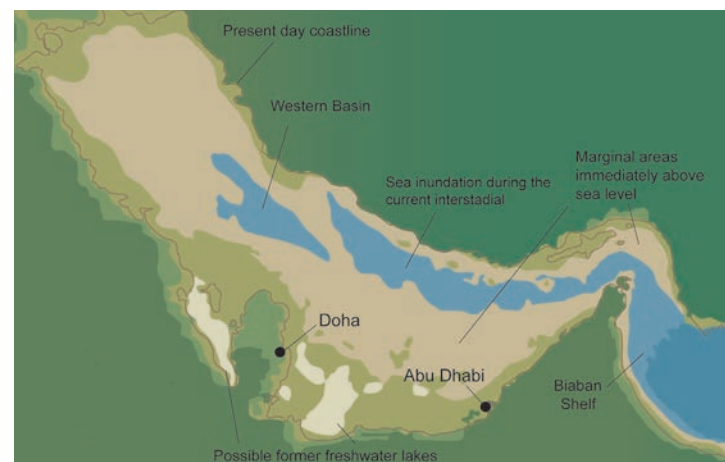 Present day coastline
Western Basin
Sea inundation during the
current interstadial
Marginal areas
immediately above
sea level
Doha
Abu Dhabi
Biaban
Shelf
Possible former freshwater lakes